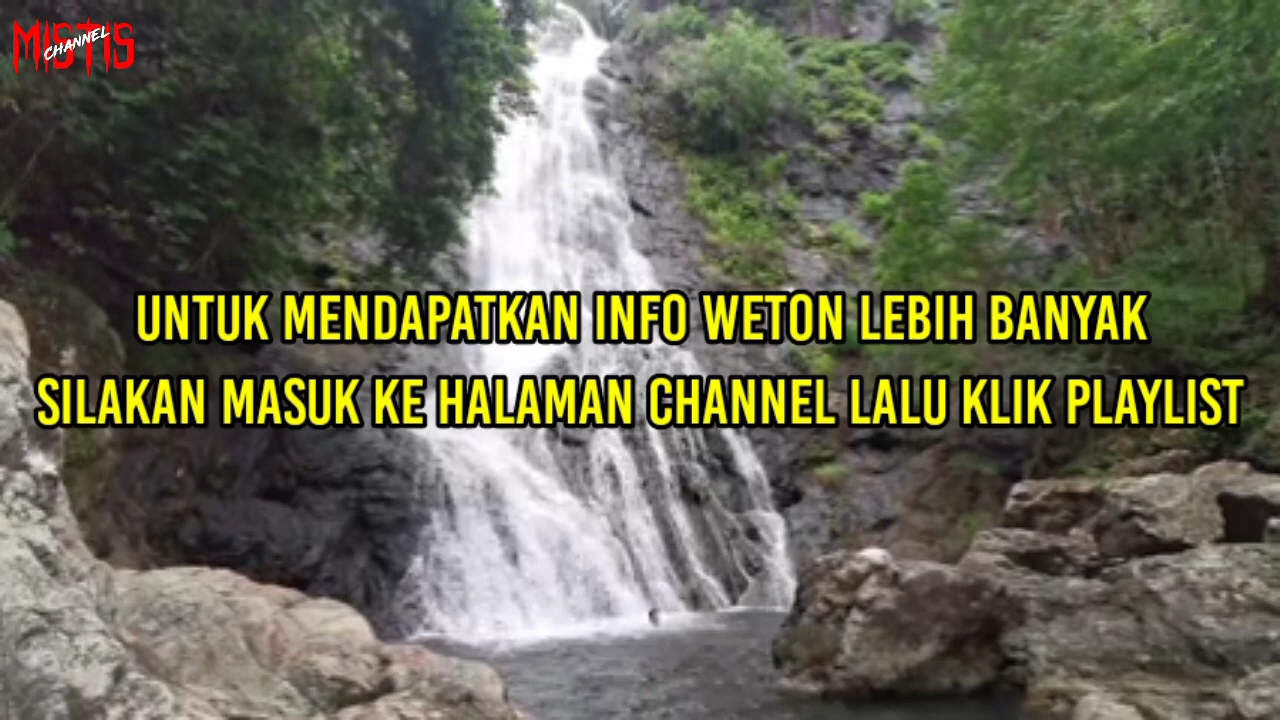 MISTIS
CHANNEL
UNTUK MENDAPATKAN INFO WETON LEBIH BANYAK
SILAKAN MASUK KE HALAMAN CHANNEL LALU KLIK PLAYLIST